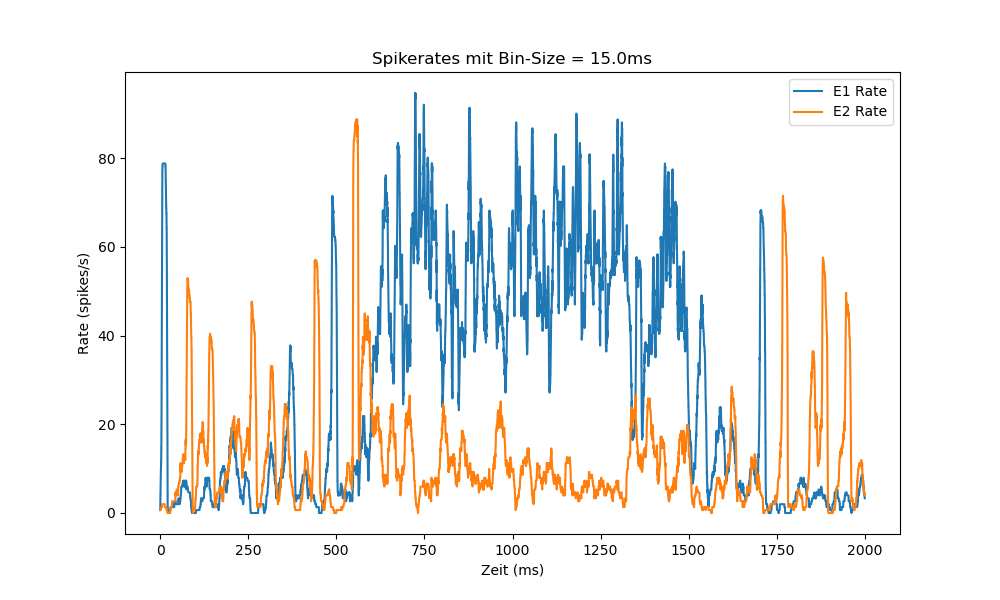 Spikerates mit Bin-Size = 15.0ms
E1 Rate
E2 Rate
Rate (spikes/s)
80
60
40
20
0
0 250 500 750 1000 1250 1500 1750 2000
Zeit (ms)